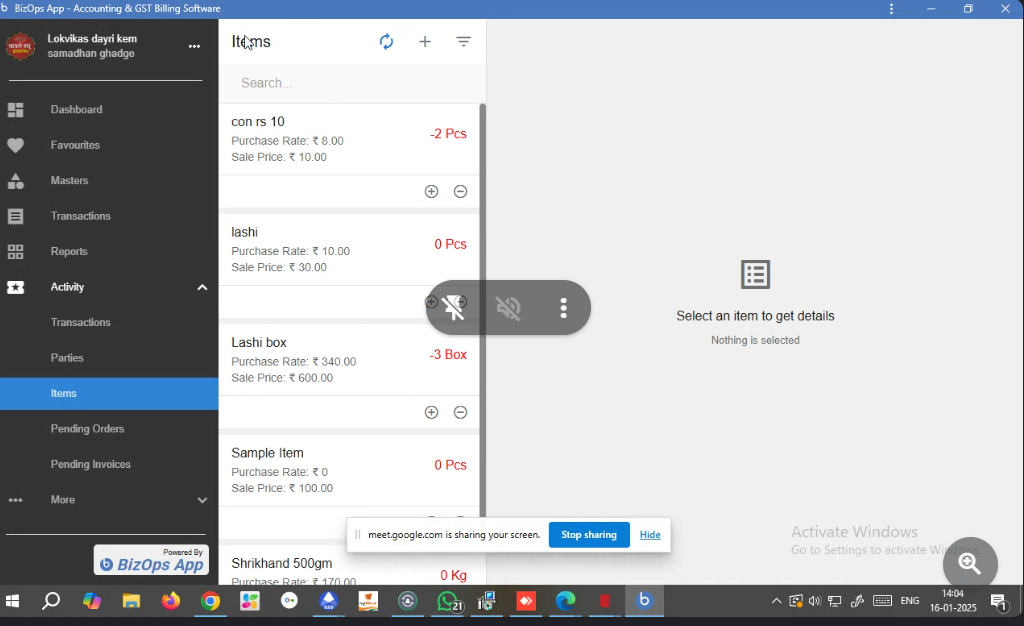 BizOps App - Accounting & GST Billing Software
Lokvikas dayri kem
samadhan ghadge
Dashboard
Favourites
Masters
Transactions
Reports
Activity
Transactions
Parties
Items
Pending Orders
Pending Invoices
More
Powered By
BizOps App
Items
Search...
con rs 10
Purchase Rate: ₹ 8.00
Sale Price: ₹ 10.00
-2 Pcs
lashi
Purchase Rate: ₹ 10.00
Sale Price: ₹ 30.00
0 Pcs
Lashi box
Purchase Rate: ₹ 340.00
Sale Price: ₹ 600.00
-3 Box
Sample Item
Purchase Rate: ₹ 0
Sale Price: ₹ 100.00
0 Pcs
Shrikhand 500gm
Purchase Rate: ₹ 170.00
0 Kg
Select an item to get details
Nothing is selected
meet.google.com is sharing your screen.
Stop sharing
Hide
Activate Windows
Go to Settings to activate Windows
21
ENG
14:04
16-01-2025
1